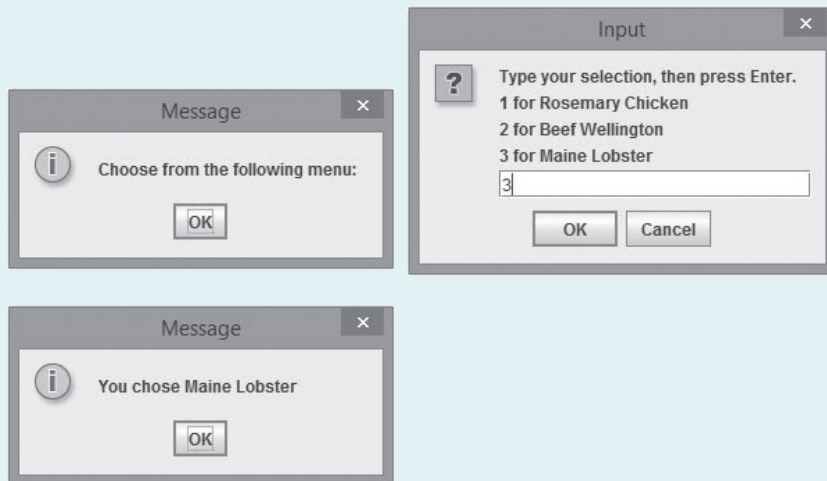 Message
×
i
Choose from the following menu:
OK
Input
×
?
Type your selection, then press Enter.
1 for Rosemary Chicken
2 for Beef Wellington
3 for Maine Lobster
3
OK Cancel
Message
×
i
You chose Maine Lobster
OK